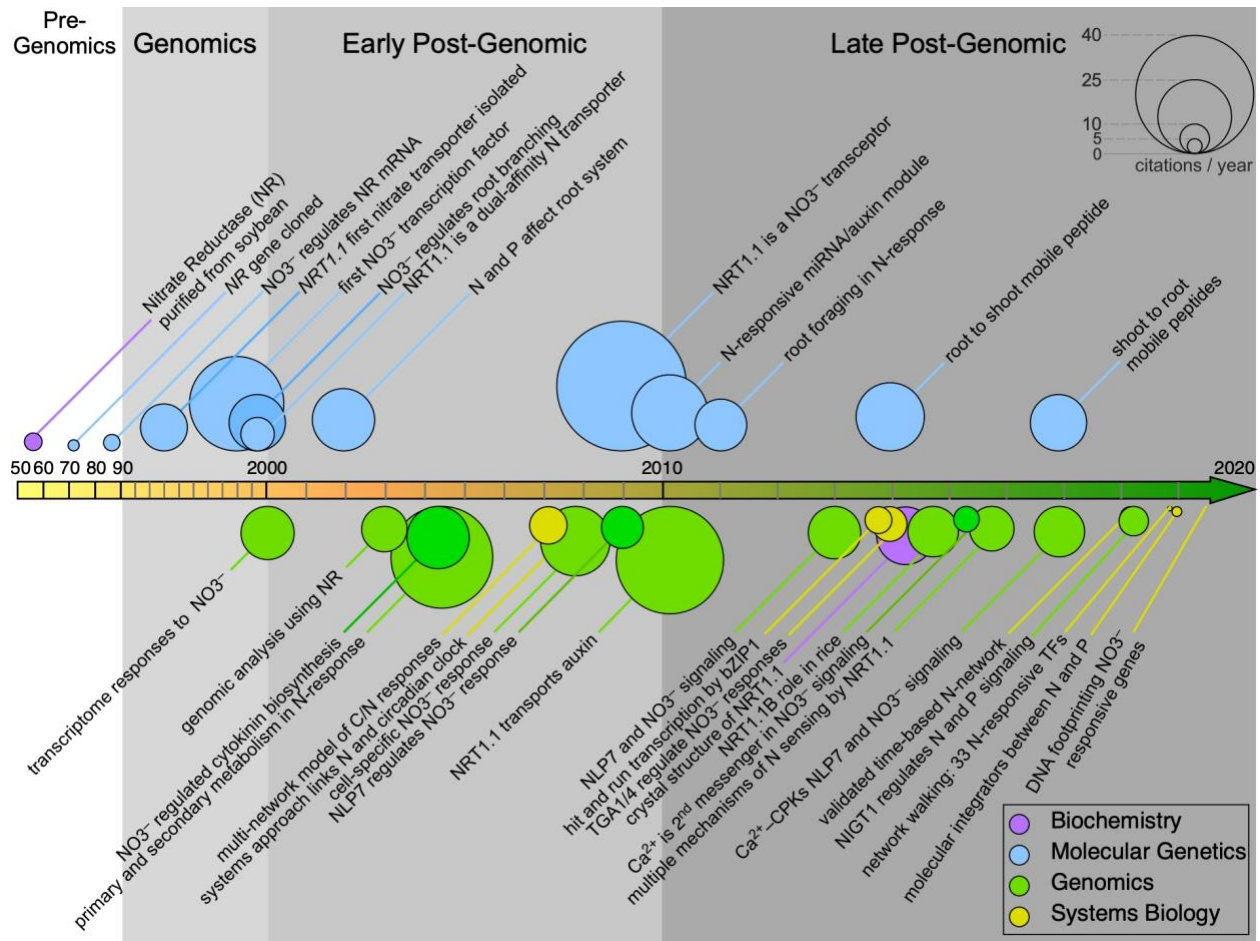 Pre-
Genomics
Genomics
Early Post-Genomic
Late Post-Genomic
40
25
10
5
0
citations / year
Nitrate Reductase (NR)
purified from soybean
NR gene cloned
NO3⁻ regulates NR mRNA
NRT1.1 first nitrate transporter isolated
first NO3⁻ transcription factor
NO3⁻ regulates root branching
NRT1.1 is a dual-affinity N transporter
N and P affect root system
NRT1.1 is a NO3⁻ transceptor
N-responsive miRNA/auxin module
root foraging in N-response
root to shoot mobile peptide
shoot to root
mobile peptides
50 60 70 80 90 2000 2010 2020
transcriptome responses to NO3⁻
genomic analysis using NR
NO3⁻ regulated cytokinin biosynthesis
primary and secondary metabolism in N-response
multi-network model of C/N responses
systems approach links N and circadian clock
cell-specific NO3⁻ response
NLP7 regulates NO3⁻ response
NRT1.1 transports auxin
NLP7 and NO3⁻ signaling
hit and run transcription by bZIP1
TGA1/4 regulate NO3⁻ responses
crystal structure of NRT1.1
NRT1.1B role in rice
Ca²⁺ is 2ⁿᵈ messenger in NO3⁻ signaling
multiple mechanisms of N sensing by NRT1.1
Ca²⁺–CPKs NLP7 and NO3⁻ signaling
validated time-based N-network
NIGT1 regulates N and P signaling
network walking: 33 N-responsive TFs
molecular integrators between N and P
DNA footprinting NO3⁻
responsive genes
Biochemistry
Molecular Genetics
Genomics
Systems Biology